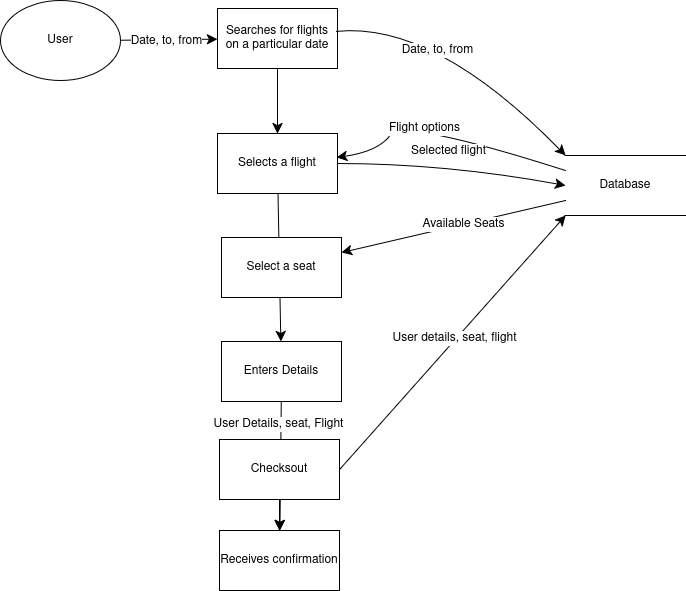 User
Date, to, from
Searches for flights
on a particular date
Date, to, from
Flight options
Selected flight
Selects a flight
Database
Available Seats
Select a seat
User details, seat, flight
Enters Details
User Details, seat, Flight
Checksout
Receives confirmation